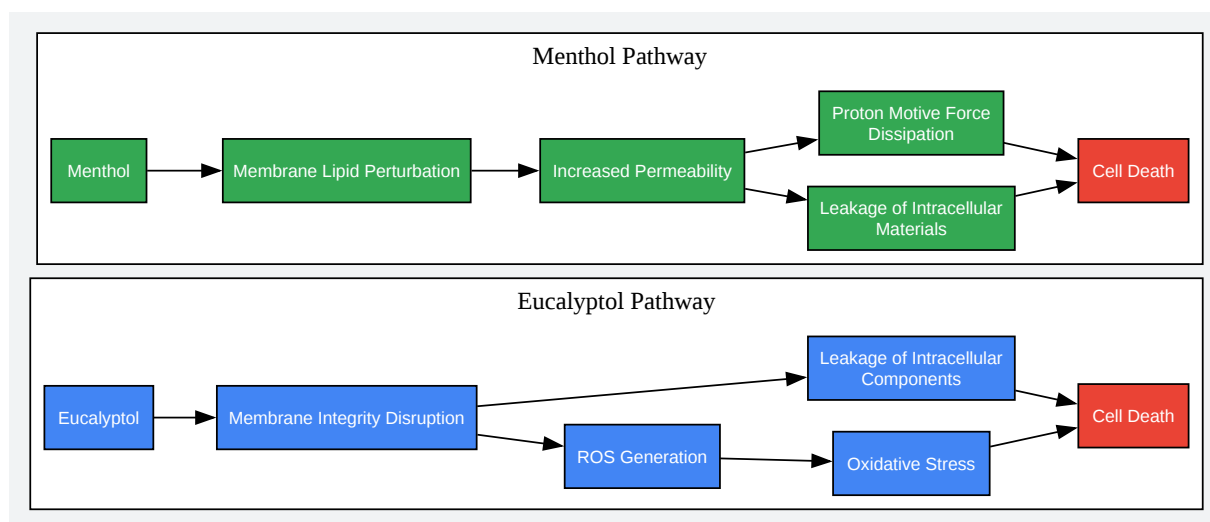 Menthol Pathway
Menthol
Membrane Lipid Perturbation
Increased Permeability
Proton Motive Force
Dissipation
Leakage of Intracellular
Materials
Cell Death
Eucalyptol Pathway
Eucalyptol
Membrane Integrity Disruption
Leakage of Intracellular
Components
ROS Generation
Oxidative Stress
Cell Death